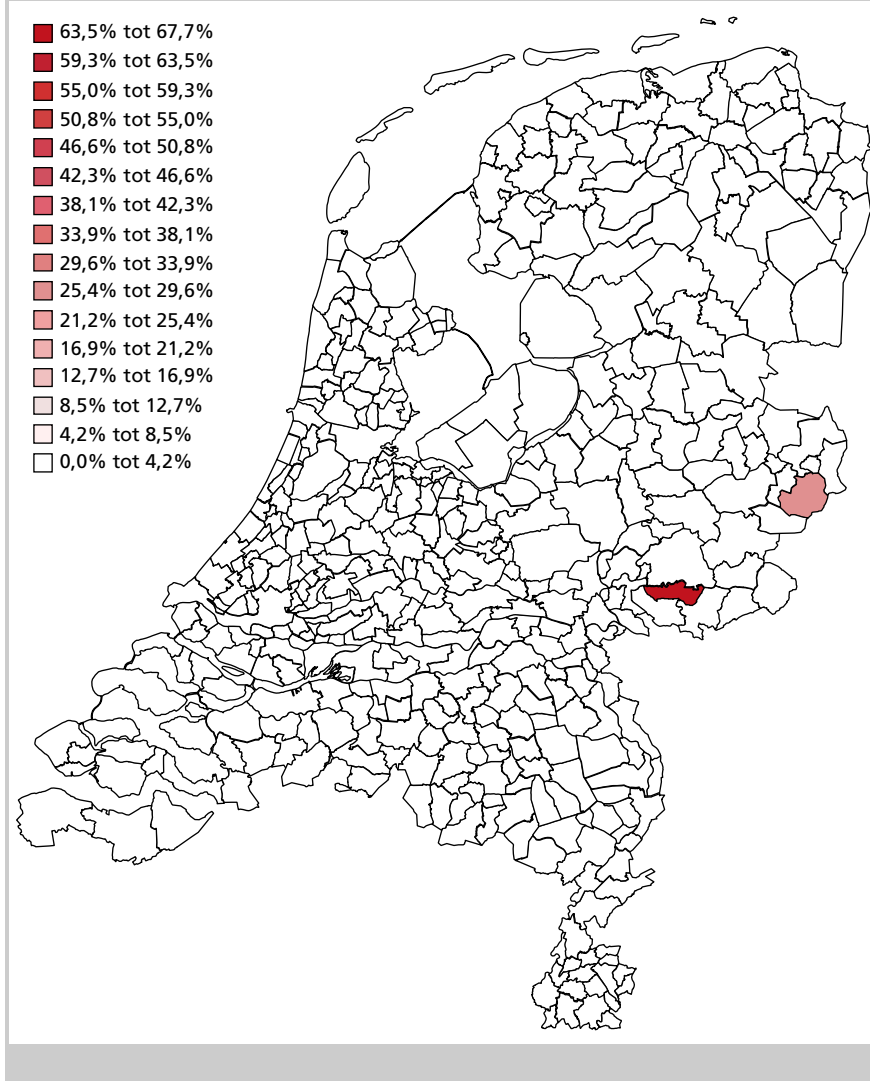 63,5% tot 67,7%
59,3% tot 63,5%
55,0% tot 59,3%
50,8% tot 55,0%
46,6% tot 50,8%
42,3% tot 46,6%
38,1% tot 42,3%
33,9% tot 38,1%
29,6% tot 33,9%
25,4% tot 29,6%
21,2% tot 25,4%
16,9% tot 21,2%
12,7% tot 16,9%
8,5% tot 12,7%
4,2% tot 8,5%
0,0% tot 4,2%